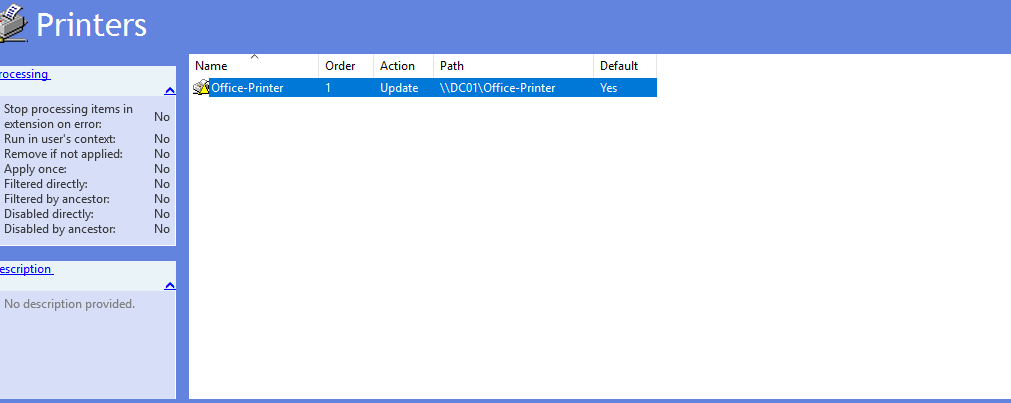 Printers
rocessing
Stop processing items in
extension on error: No
Run in user's context: No
Remove if not applied: No
Apply once: No
Filtered directly: No
Filtered by ancestor: No
Disabled directly: No
Disabled by ancestor: No
escription
No description provided.
Name Order Action Path Default
Office-Printer 1 Update \\DC01\Office-Printer Yes